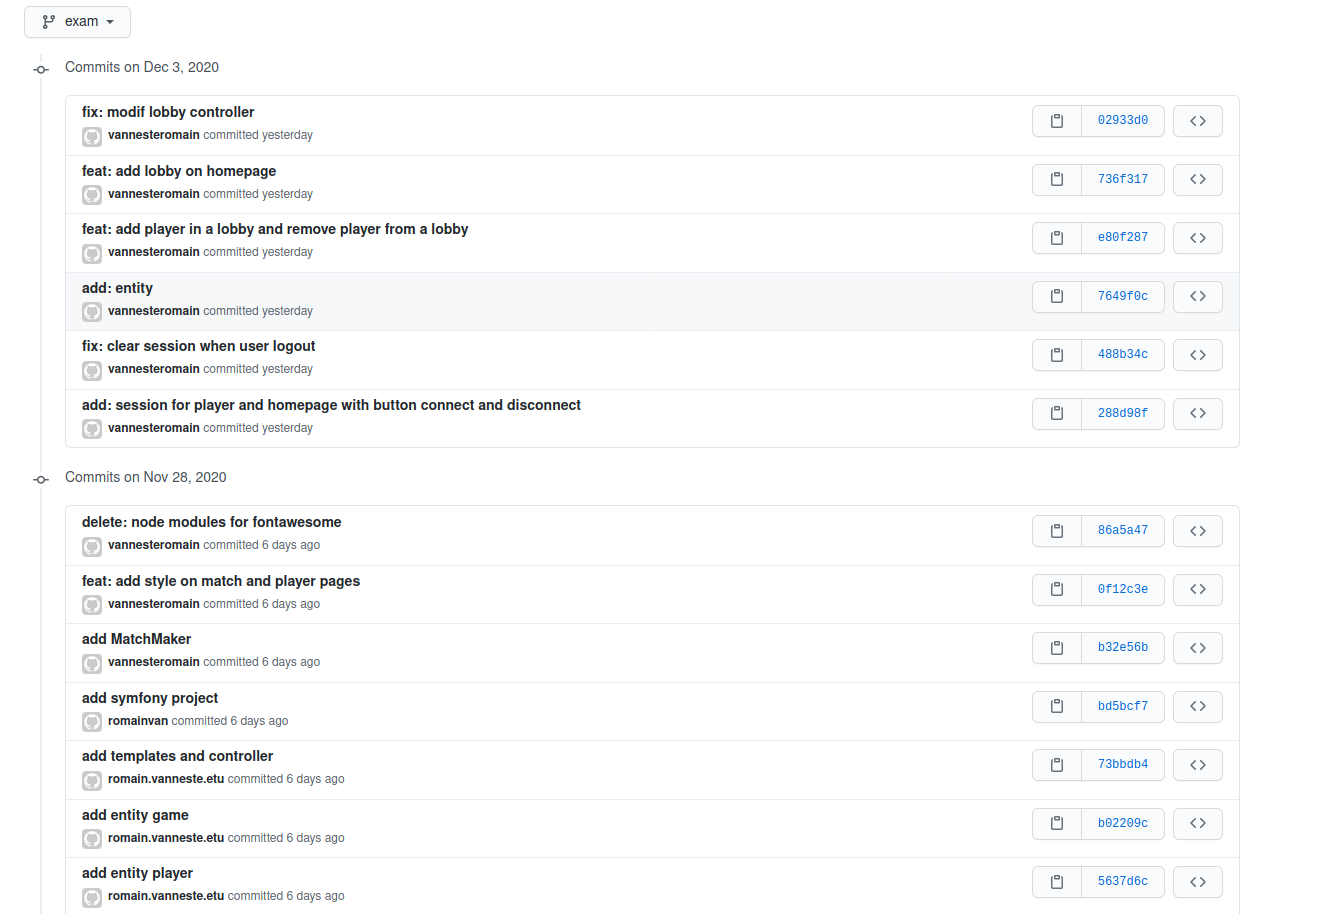 exam
Commits on Dec 3, 2020
fix: modif lobby controller
vannesteromain committed yesterday
02933d0
feat: add lobby on homepage
vannesteromain committed yesterday
736f317
feat: add player in a lobby and remove player from a lobby
vannesteromain committed yesterday
e80f287
add: entity
vannesteromain committed yesterday
7649f0c
fix: clear session when user logout
vannesteromain committed yesterday
488b34c
add: session for player and homepage with button connect and disconnect
vannesteromain committed yesterday
288d98f
Commits on Nov 28, 2020
delete: node modules for fontawesome
vannesteromain committed 6 days ago
86a5a47
feat: add style on match and player pages
vannesteromain committed 6 days ago
0f12c3e
add MatchMaker
vannesteromain committed 6 days ago
b32e56b
add symfony project
romainvan committed 6 days ago
bd5bcf7
add templates and controller
romain.vanneste.etu committed 6 days ago
73bbdb4
add entity game
romain.vanneste.etu committed 6 days ago
b02209c
add entity player
romain.vanneste.etu committed 6 days ago
5637d6c